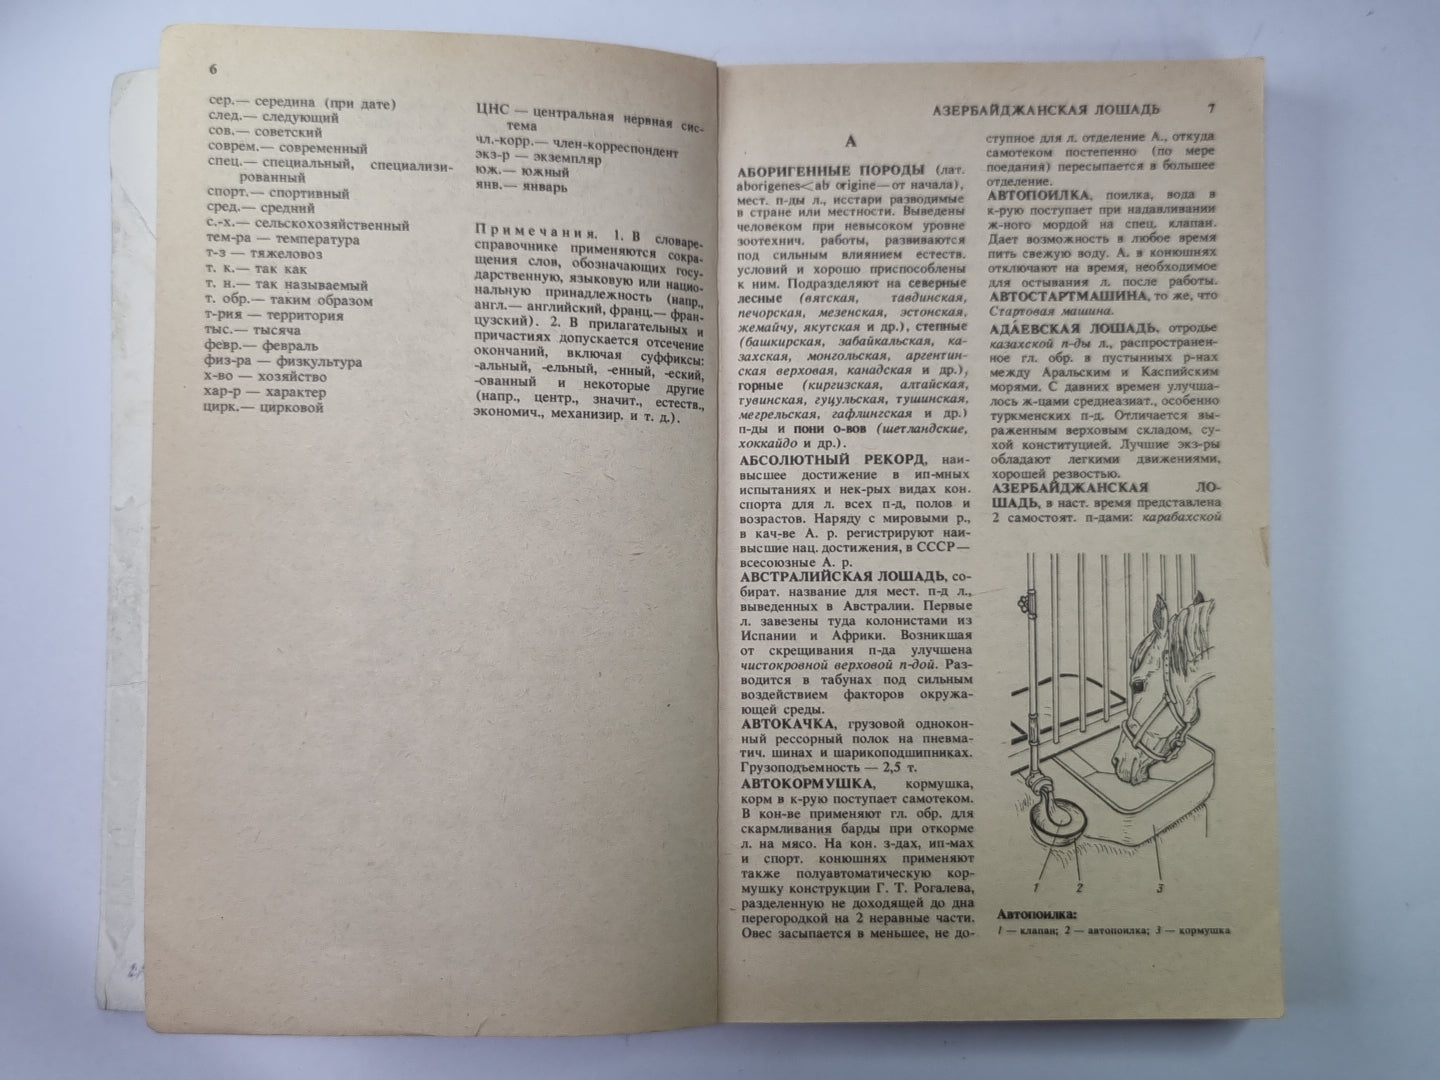 6
сер.— середина (при дате)
след.— следующий
сов.— советский
соврем.— современный
спец.— специальный, специализи-
рованный
спорт.— спортивный
сред.— средний
с.-х.— сельскохозяйственный
тем-ра — температура
т-з — тяжеловоз
т. к.— так как
т. н.— так называемый
т. обр.— таким образом
т-рия — территория
тыс.— тысяча
февр.— февраль
физ-ра — физкультура
х-во — хозяйство
хар-р — характер
цирк.— цирковой
ЦНС — центральная нервная сис-
тема
чл.-корр.— член-корреспондент
экз-р — экземпляр
юж.— южный
янв.— январь
Примечания. 1. В словаре-
справочнике применяются сокра-
щения слов, обозначающих госу-
дарственную, языковую или нацио-
нальную принадлежность (напр.,
англ.— английский, франц.— фран-
цузский). 2. В прилагательных и
причастиях допускается отсечение
окончаний, включая суффиксы:
-альный, -ельный, -енный, -еский,
-ованный и некоторые другие
(напр., центр., значит., естеств.,
экономич., механизир. и т. д.).
АЗЕРБАЙДЖАНСКАЯ ЛОШАДЬ 7
А
АБОРИГЕННЫЕ ПОРОДЫ (лат.
aborigenes<ab origine—от начала),
мест. п-ды л., исстари разводимые
в стране или местности. Выведены
человеком при невысоком уровне
зоотехнич. работы, развиваются
под сильным влиянием естеств.
условий и хорошо приспособлены
к ним. Подразделяют на северные
лесные (вятская, тавдинская,
печорская, мезенская, эстонская,
жемайчу, якутская и др.), степные
(башкирская, забайкальская, ка-
захская, монгольская, аргентин-
ская верховая, канадская и др.),
горные (киргизская, алтайская,
тувинская, гуцульская, тушинская,
мегрельская, гафлингская и др.)
п-ды и пони о-вов (шетландские,
хоккайдо и др.).
АБСОЛЮТНЫЙ РЕКОРД, наи-
высшее достижение в ип-мных
испытаниях и нек-рых видах кон.
спорта для л. всех п-д, полов и
возрастов. Наряду с мировыми р.,
в кач-ве А. р. регистрируют наи-
высшие нац. достижения, в СССР—
всесоюзные А. р.
АВСТРАЛИЙСКАЯ ЛОШАДЬ, со-
бират. название для мест. п-д л.,
выведенных в Австралии. Первые
л. завезены туда колонистами из
Испании и Африки. Возникшая
от скрещивания п-да улучшена
чистокровной верховой п-дой. Раз-
водится в табунах под сильным
воздействием факторов окружа-
ющей среды.
АВТОКАЧКА, грузовой одноkон-
ный рессорный полок на пневма-
тич. шинах и шарикоподшипниках.
Грузоподъемность — 2,5 т.
АВТОКОРМУШКА, кормушка,
корм в к-рую поступает самотеком.
В кон-ве применяют гл. обр. для
скармливания барды при откорме
л. на мясо. На кон. з-дах, ип-мах
и спорт. конюшнях применяют
также полуавтоматическую кор-
мушку конструкции Г. Т. Рогалева,
разделенную не доходящей до дна
перегородкой на 2 неравные части.
Овес засыпается в меньшее, не до-
ступное для л. отделение А., откуда
самотеком постепенно (по мере
поедания) пересыпается в большее
отделение.
АВТОПОИЛКА, поилка, вода в
к-рую поступает при надавливании
ж-ного мордой на спец. клапан.
Дает возможность в любое время
пить свежую воду. А. в конюшнях
отключают на время, необходимое
для остывания л. после работы.
АВТОСТАРТМАШИНА, то же, что
Стартовая машина.
АДАЕВСКАЯ ЛОШАДЬ, отродье
казахской п-ды л., распространен-
ное гл. обр. в пустынных р-нах
между Аральским и Каспийским
морями. С давних времен улучша-
лось ж-цами среднеазиат., особенно
туркменских п-д. Отличается вы-
раженным верховым складом, су-
хой конституцией. Лучшие экз-ры
обладают легкими движениями,
хорошей резвостью.
АЗЕРБАЙДЖАНСКАЯ ЛО-
ШАДЬ, в наст. время представлена
2 самостоят. п-дами: карабахской
1 2 3
Автопоилка:
1 — клапан; 2 — автопоилка; 3 — кормушка